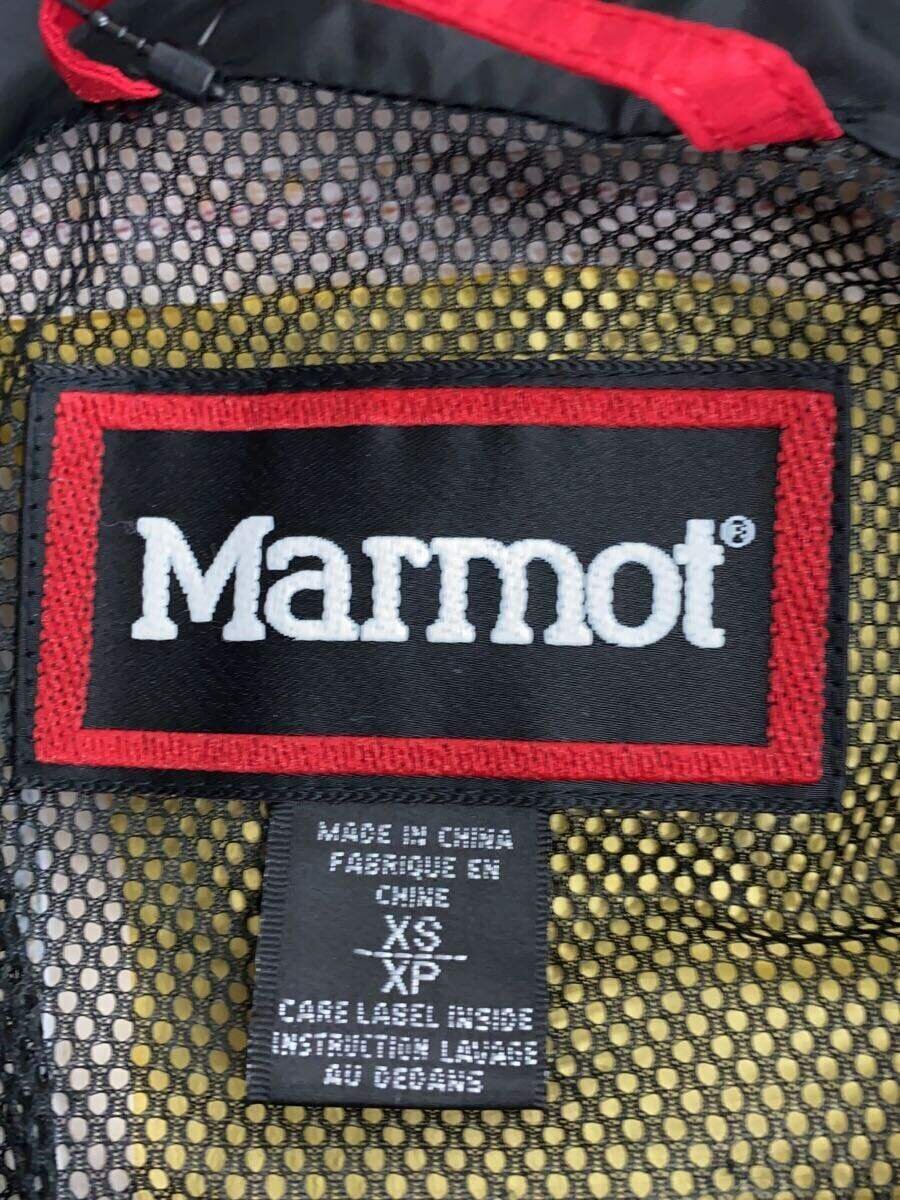 Marmot®
MADE IN CHINA
FABRIQUE EN
CHINE
XS
XP
CARE LABEL INSIDE
INSTRUCTION LAVAGE
AU DEDANS